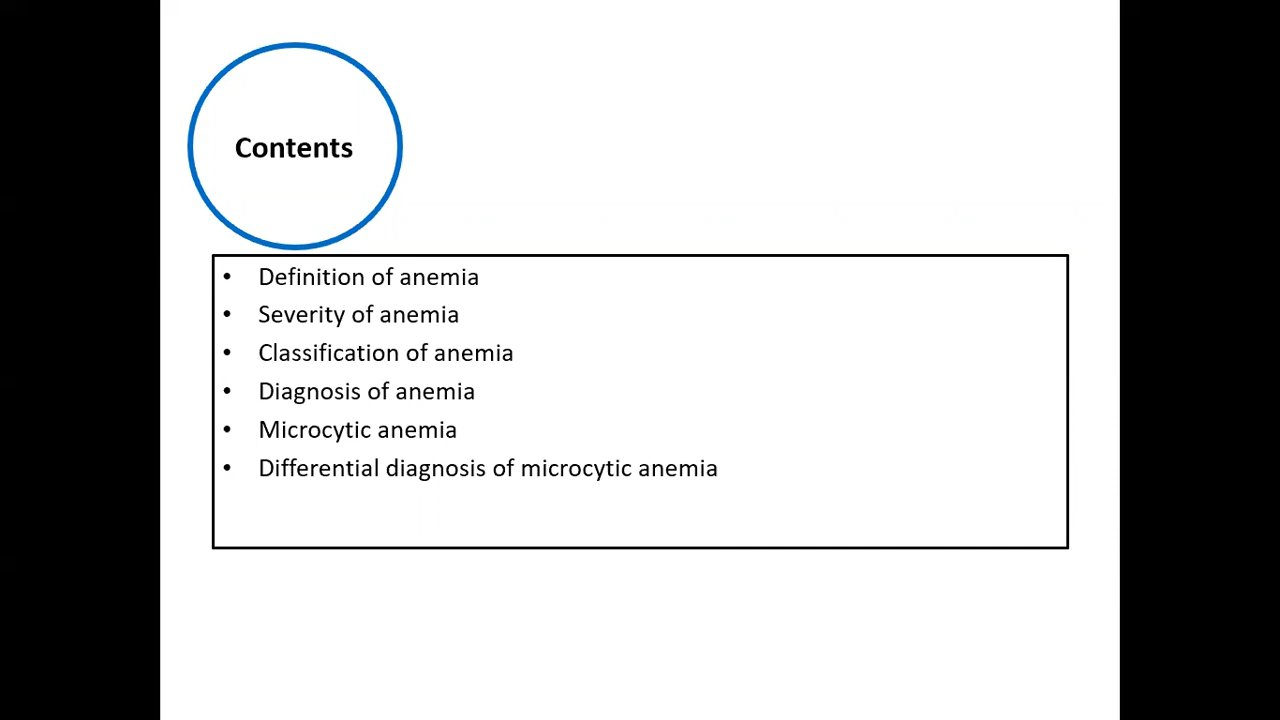 Contents
• Definition of anemia
• Severity of anemia
• Classification of anemia
• Diagnosis of anemia
• Microcytic anemia
• Differential diagnosis of microcytic anemia